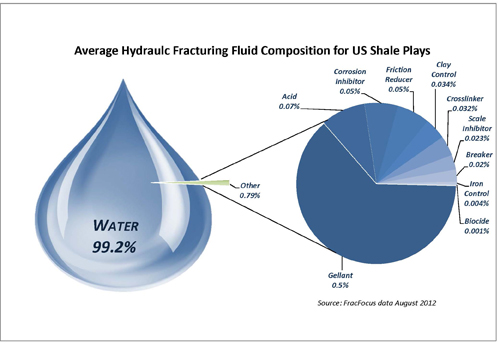 Average Hydraulc Fracturing Fluid Composition for US Shale Plays
Corrosion
Inhibitor
0.05%
Friction
Reducer
0.05%
Clay
Control
0.034%
Acid
0.07%
Crosslinker
0.032%
Scale
Inhibitor
0.023%
Breaker
0.02%
Iron
Control
0.004%
Biocide
0.001%
Other
0.79%
WATER
99.2%
Gellant
0.5%
Source: FracFocus data August 2012